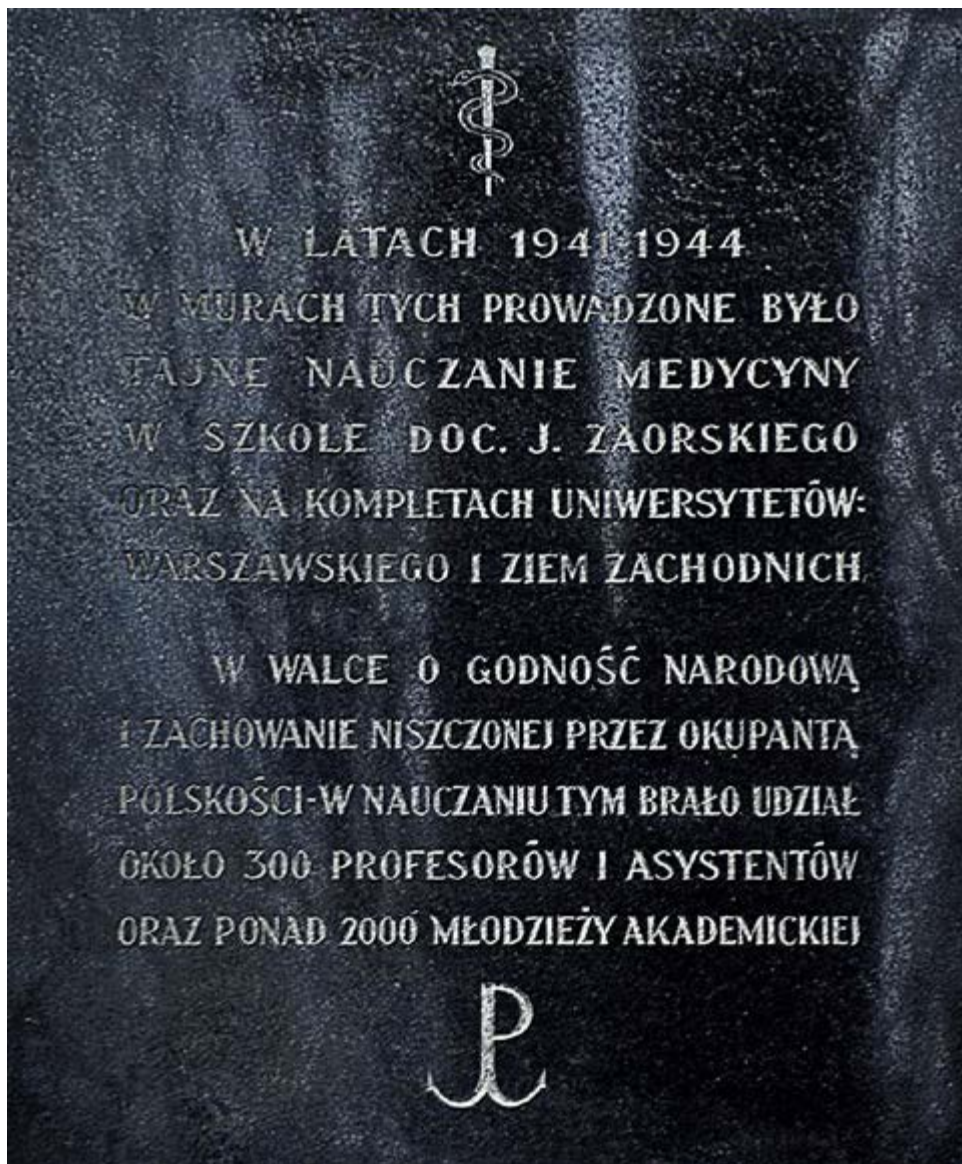 W LATACH 1941-1944
W MURACH TYCH PROWADZONE BYŁO
TAJNE NAUCZANIE MEDYCYNY
W SZKOLE DOC. J. ZAORSKIEGO
ORAZ NA KOMPLETACH UNIWERSYTETÓW:
WARSZAWSKIEGO I ZIEM ZACHODNICH
W WALCE O GODNOŚĆ NARODOWĄ
I ZACHOWANIE NISZCZONEJ PRZEZ OKUPANTA
POLSKOŚCI-W NAUCZANIU TYM BRAŁO UDZIAŁ
OKOŁO 300 PROFESORÓW I ASYSTENTÓW
ORAZ PONAD 2000 MŁODZIEŻY AKADEMICKIEJ